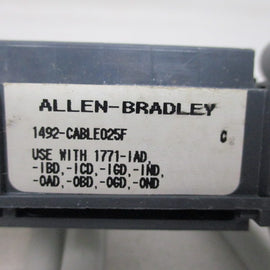 ALLEN-BRADLEY
1492-CABLE025F C
USE WITH 1771-IAD,
-IBD,-ICD,-IGD,-IND,
-OAD,-OBD,-OGD,-OND